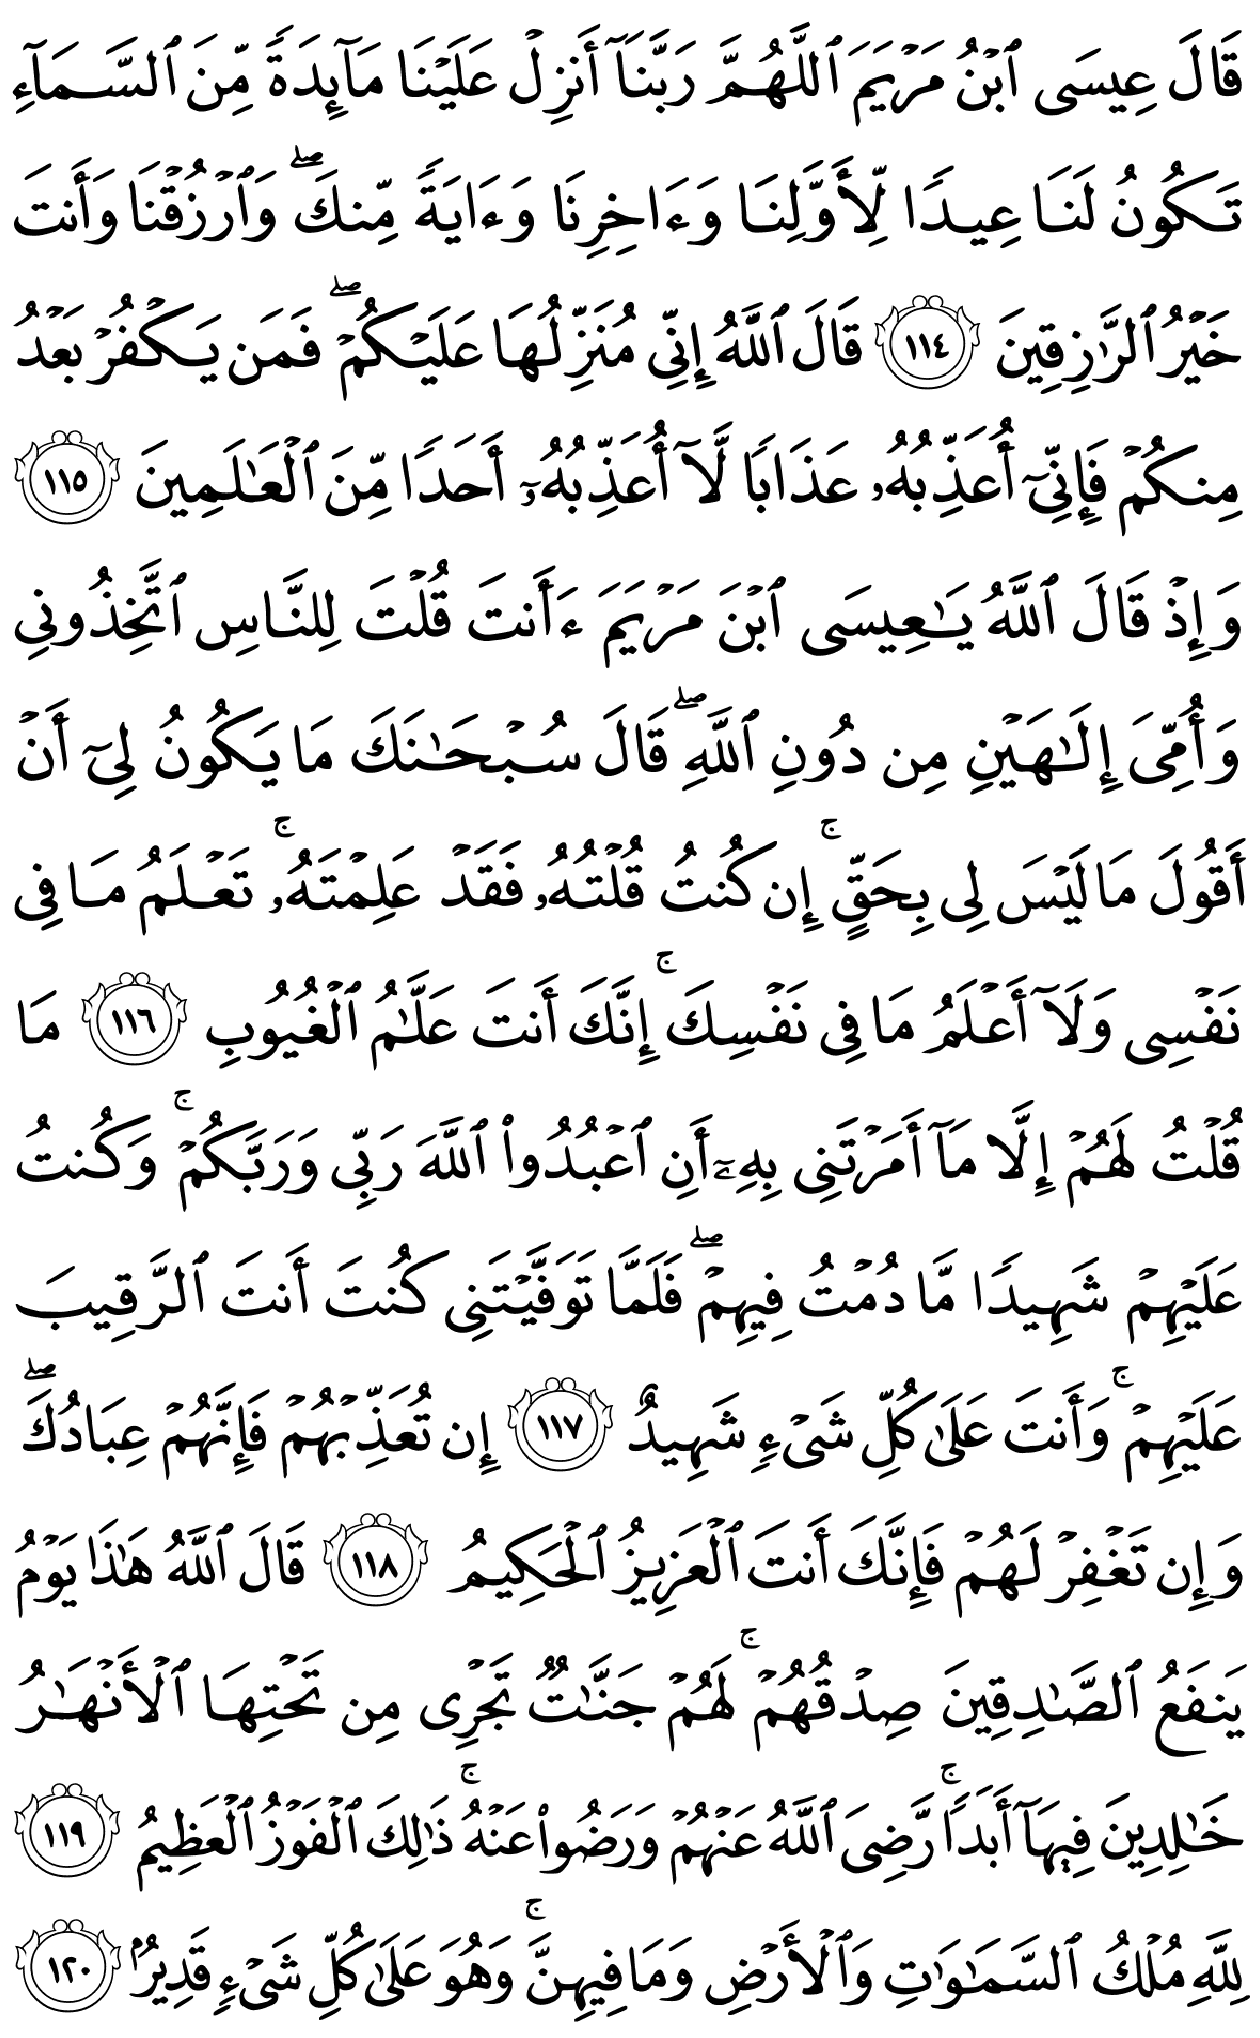 قَالَ عِيسَى ٱبۡنُ مَرۡيَمَ ٱللَّهُمَّ رَبَّنَآ أَنزِلۡ عَلَيۡنَا مَآئِدَةٗ مِّنَ ٱلسَّمَآءِ
تَكُونُ لَنَا عِيدٗا لِّأَوَّلِنَا وَءَاخِرِنَا وَءَايَةٗ مِّنكَۖ وَٱرۡزُقۡنَا وَأَنتَ
خَيۡرُ ٱلرَّٰزِقِينَ ١١٤ قَالَ ٱللَّهُ إِنِّي مُنَزِّلُهَا عَلَيۡكُمۡۖ فَمَن يَكۡفُرۡ بَعۡدُ
مِنكُمۡ فَإِنِّيٓ أُعَذِّبُهُۥ عَذَابٗا لَّآ أُعَذِّبُهُۥٓ أَحَدٗا مِّنَ ٱلۡعَٰلَمِينَ ١١٥
وَإِذۡ قَالَ ٱللَّهُ يَٰعِيسَى ٱبۡنَ مَرۡيَمَ ءَأَنتَ قُلۡتَ لِلنَّاسِ ٱتَّخِذُونِي
وَأُمِّيَ إِلَٰهَيۡنِ مِن دُونِ ٱللَّهِۖ قَالَ سُبۡحَٰنَكَ مَا يَكُونُ لِيٓ أَنۡ
أَقُولَ مَا لَيۡسَ لِي بِحَقٍّۚ إِن كُنتُ قُلۡتُهُۥ فَقَدۡ عَلِمۡتَهُۥۚ تَعۡلَمُ مَا فِي
نَفۡسِي وَلَآ أَعۡلَمُ مَا فِي نَفۡسِكَۚ إِنَّكَ أَنتَ عَلَّٰمُ ٱلۡغُيُوبِ ١١٦ مَا
قُلۡتُ لَهُمۡ إِلَّا مَآ أَمَرۡتَنِي بِهِۦٓ أَنِ ٱعۡبُدُواْ ٱللَّهَ رَبِّي وَرَبَّكُمۡۚ وَكُنتُ
عَلَيۡهِمۡ شَهِيدٗا مَّا دُمۡتُ فِيهِمۡۖ فَلَمَّا تَوَفَّيۡتَنِي كُنتَ أَنتَ ٱلرَّقِيبَ
عَلَيۡهِمۡۚ وَأَنتَ عَلَىٰ كُلِّ شَيۡءٖ شَهِيدٌ ١١٧ إِن تُعَذِّبۡهُمۡ فَإِنَّهُمۡ عِبَادُكَۖ
وَإِن تَغۡفِرۡ لَهُمۡ فَإِنَّكَ أَنتَ ٱلۡعَزِيزُ ٱلۡحَكِيمُ ١١٨ قَالَ ٱللَّهُ هَٰذَا يَوۡمُ
يَنفَعُ ٱلصَّٰدِقِينَ صِدۡقُهُمۡۚ لَهُمۡ جَنَّٰتٞ تَجۡرِي مِن تَحۡتِهَا ٱلۡأَنۡهَٰرُ
خَٰلِدِينَ فِيهَآ أَبَدٗاۚ رَّضِيَ ٱللَّهُ عَنۡهُمۡ وَرَضُواْ عَنۡهُۚ ذَٰلِكَ ٱلۡفَوۡزُ ٱلۡعَظِيمُ ١١٩
لِلَّهِ مُلۡكُ ٱلسَّمَٰوَٰتِ وَٱلۡأَرۡضِ وَمَا فِيهِنَّۚ وَهُوَ عَلَىٰ كُلِّ شَيۡءٖ قَدِيرُۢ ١٢٠